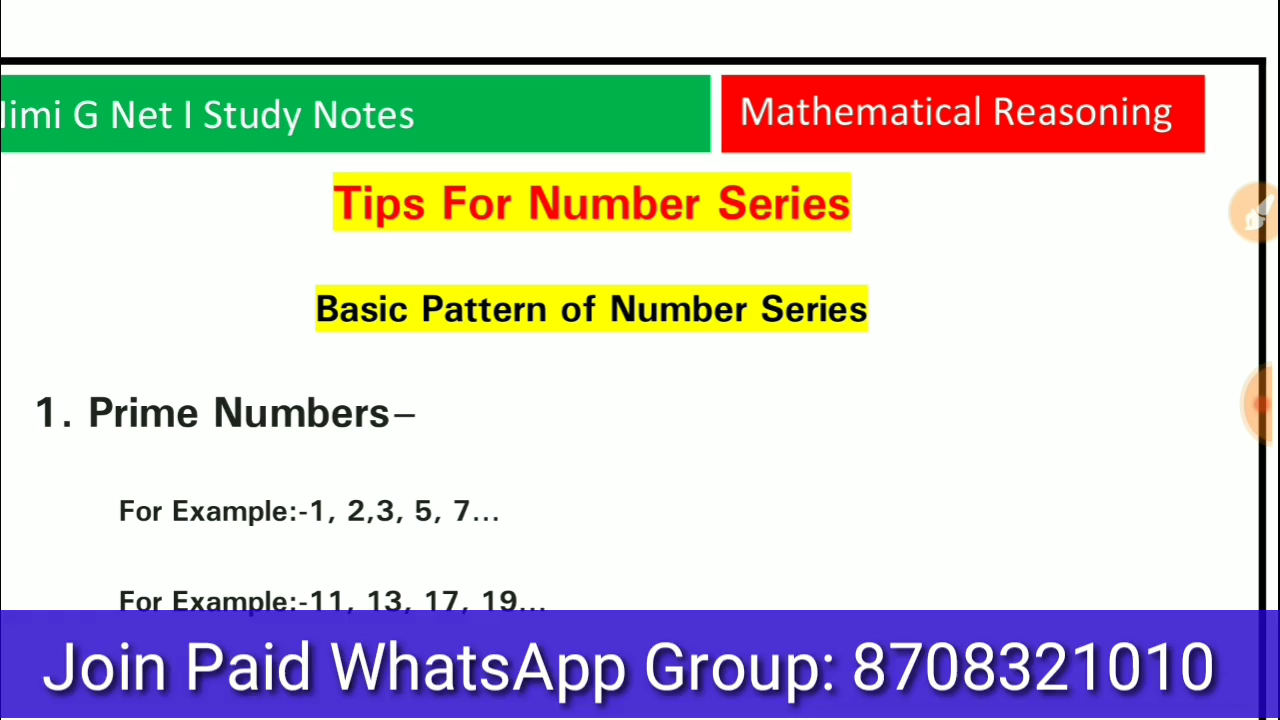 imi G Net I Study Notes
Mathematical Reasoning
Tips For Number Series
Basic Pattern of Number Series
1. Prime Numbers–
For Example:-1, 2,3, 5, 7...
For Example:-11, 13, 17, 19...
Join Paid WhatsApp Group: 8708321010